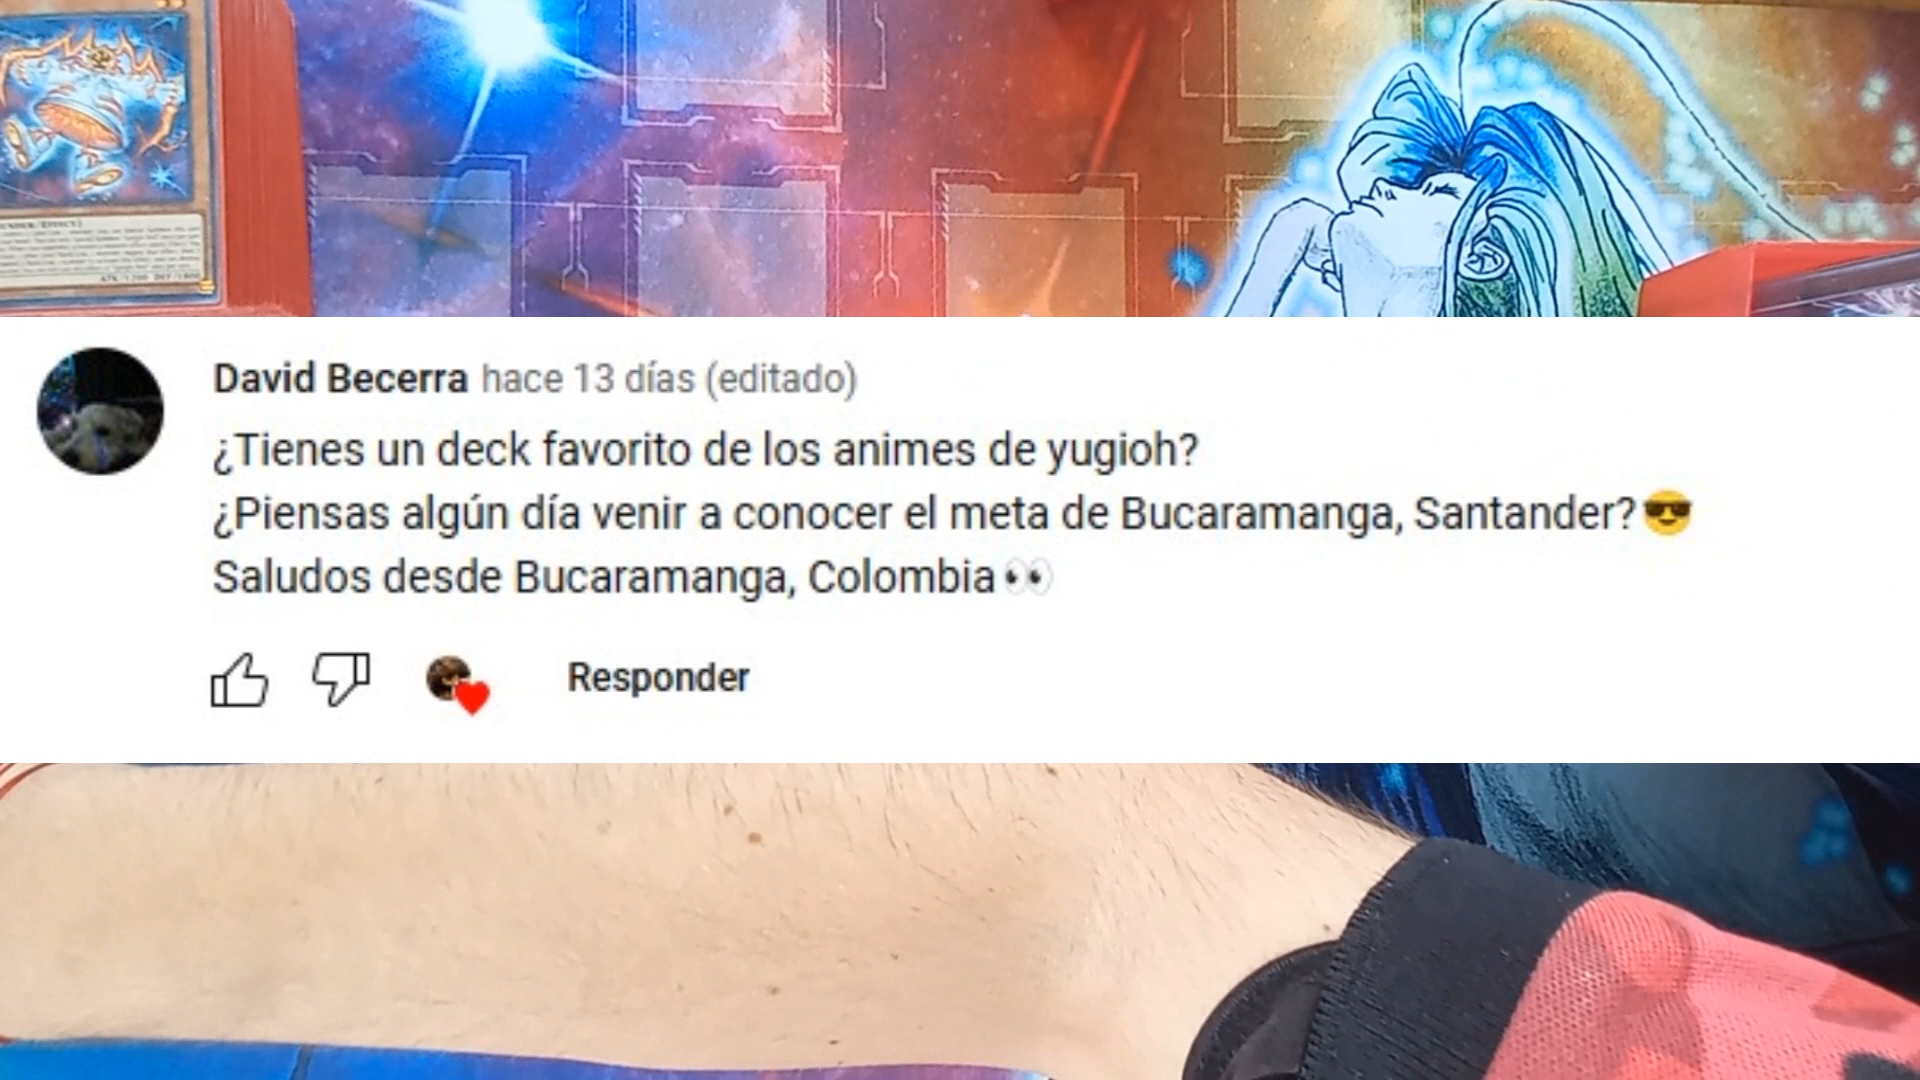 David Becerra hace 13 días (editado)
¿Tienes un deck favorito de los animes de yugioh?
¿Piensas algún día venir a conocer el meta de Bucaramanga, Santander?😎
Saludos desde Bucaramanga, Colombia👀
Responder